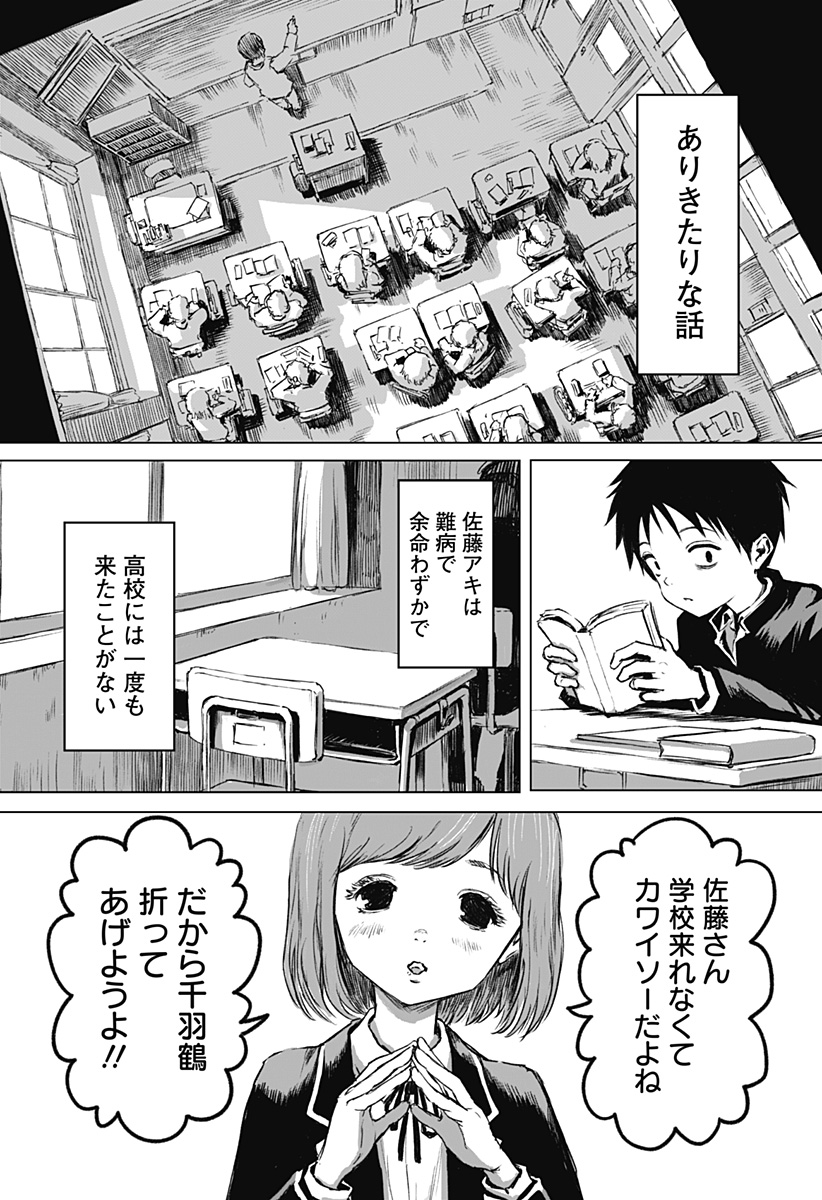 ありきたりな話
佐藤アキは
難病で
余命わずかで
高校には一度も
来たことがない
佐藤さん
学校来れなくて
カワイソーだよね
だから千羽鶴
折って
あげようよ!!